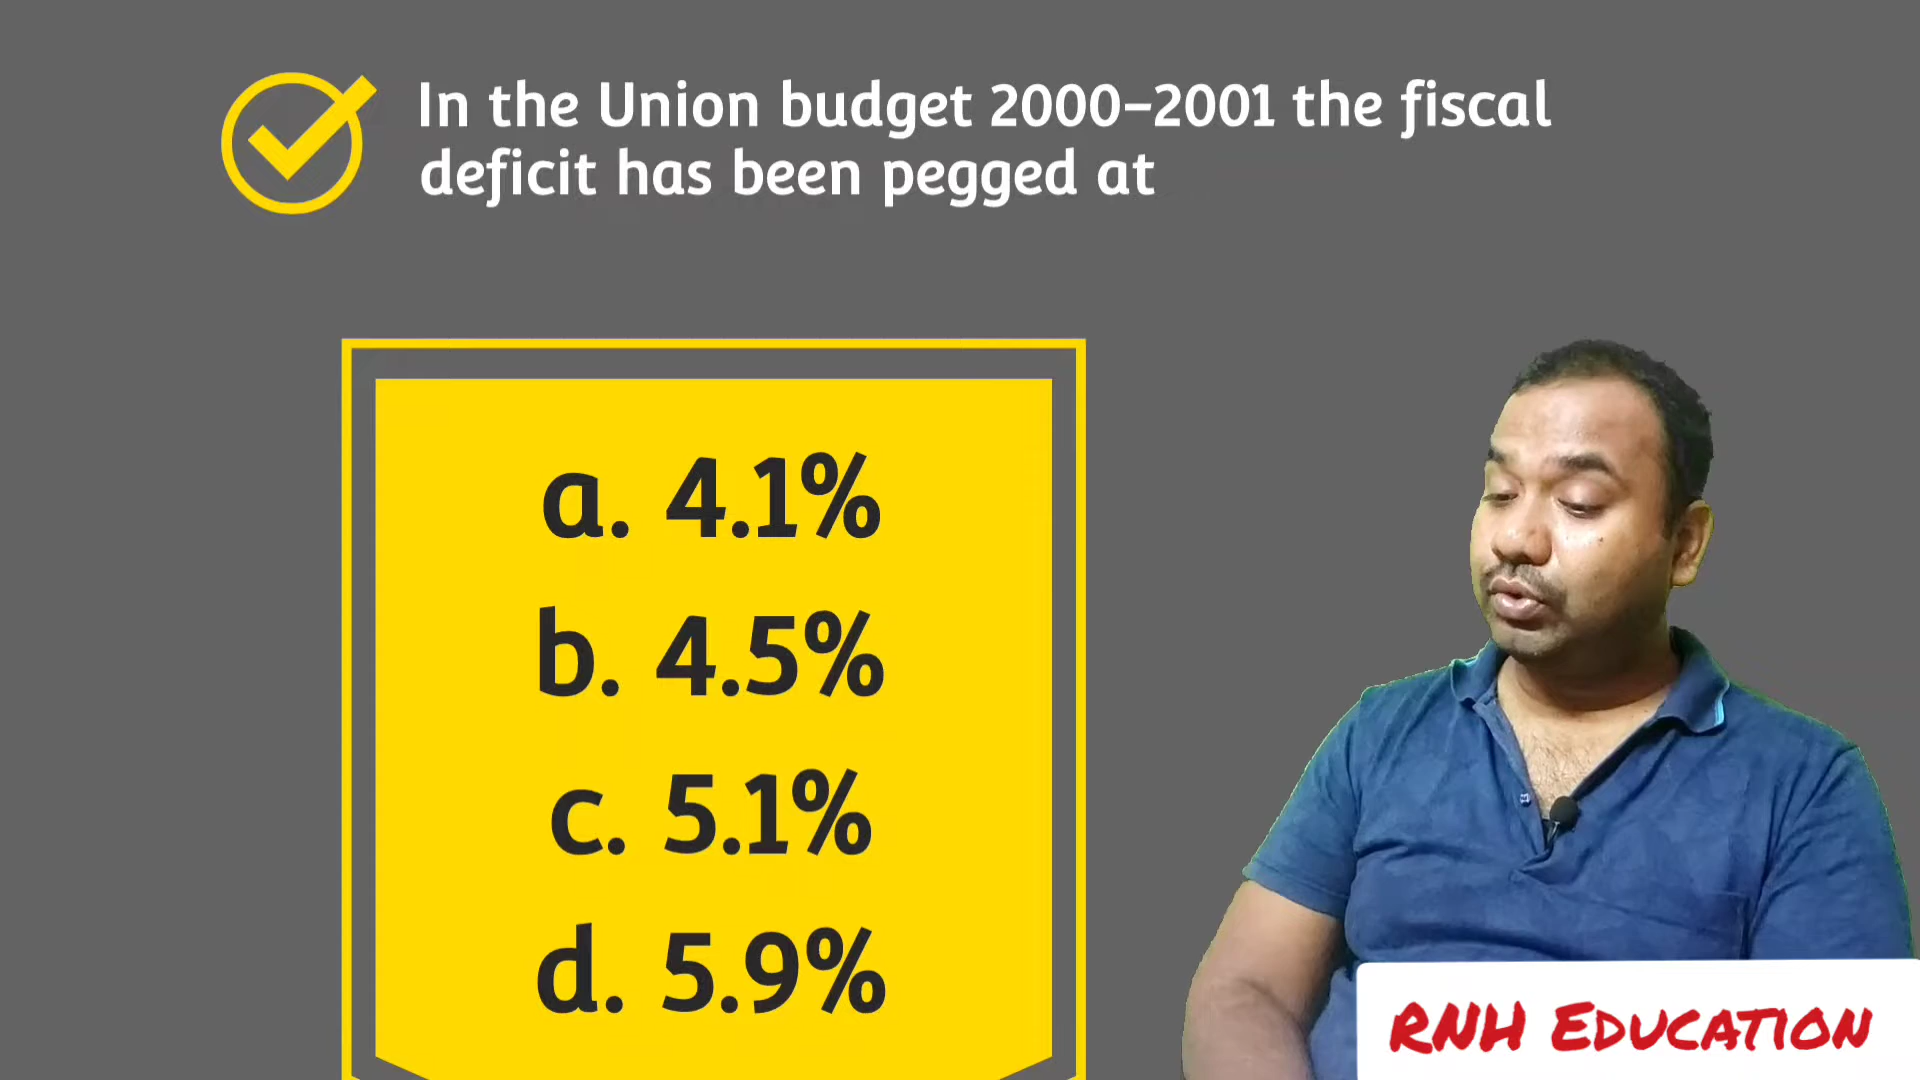 In the Union budget 2000–2001 the fiscal
deficit has been pegged at
a. 4.1%
b. 4.5%
c. 5.1%
d. 5.9%
RNH EDUCATION